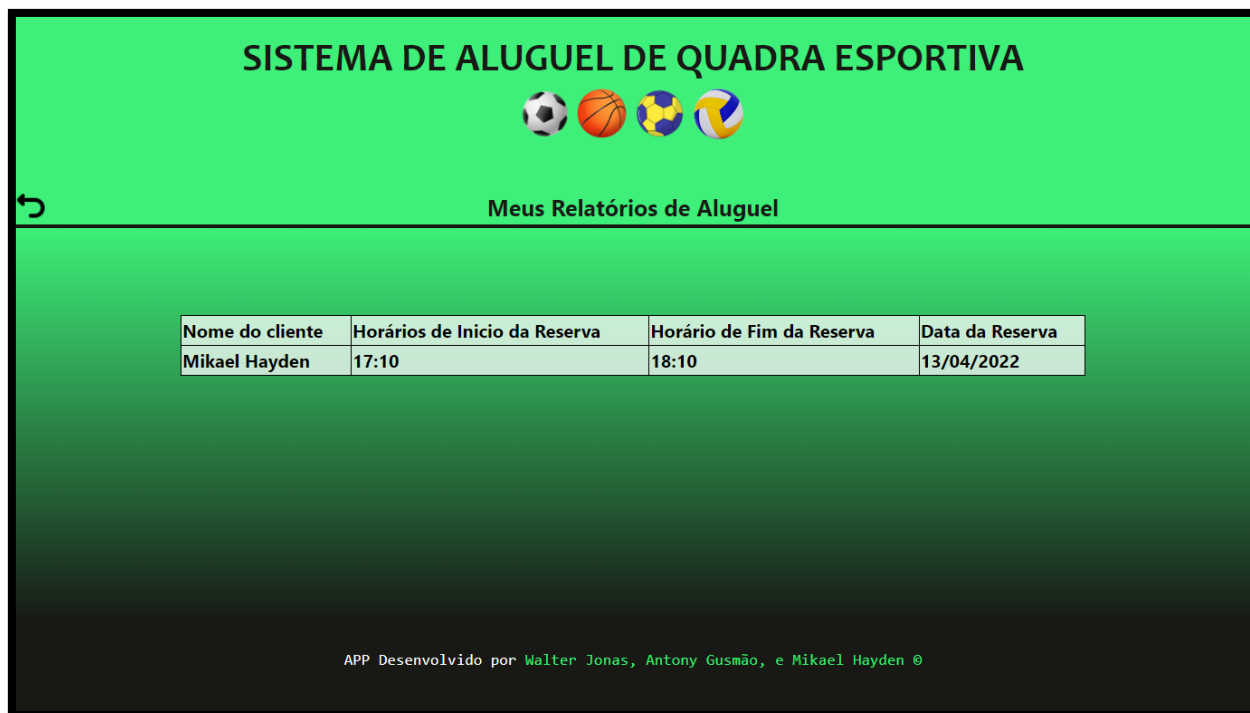 SISTEMA DE ALUGUEL DE QUADRA ESPORTIVA
Meus Relatórios de Aluguel
Nome do cliente Horários de Inicio da Reserva Horário de Fim da Reserva Data da Reserva
Mikael Hayden 17:10 18:10 13/04/2022
APP Desenvolvido por Walter Jonas, Antony Gusmão, e Mikael Hayden ©